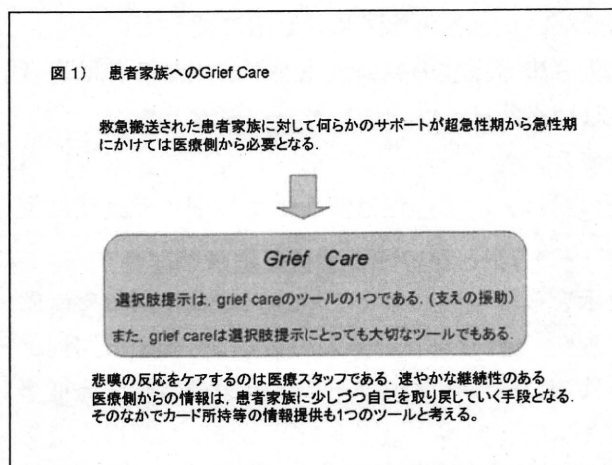 図1） 患者家族へのGrief Care
救急搬送された患者家族に対して何らかのサポートが超急性期から急性期
にかけては医療側から必要となる．
Grief Care
選択肢提示は，grief careのツールの1つである．（支えの援助）
また，grief careは選択肢提示にとっても大切なツールでもある．
悲嘆の反応をケアするのは医療スタッフである．速やかな継続性のある
医療側からの情報は，患者家族に少しづつ自己を取り戻していく手段となる．
そのなかでカード所持等の情報提供も1つのツールと考える。